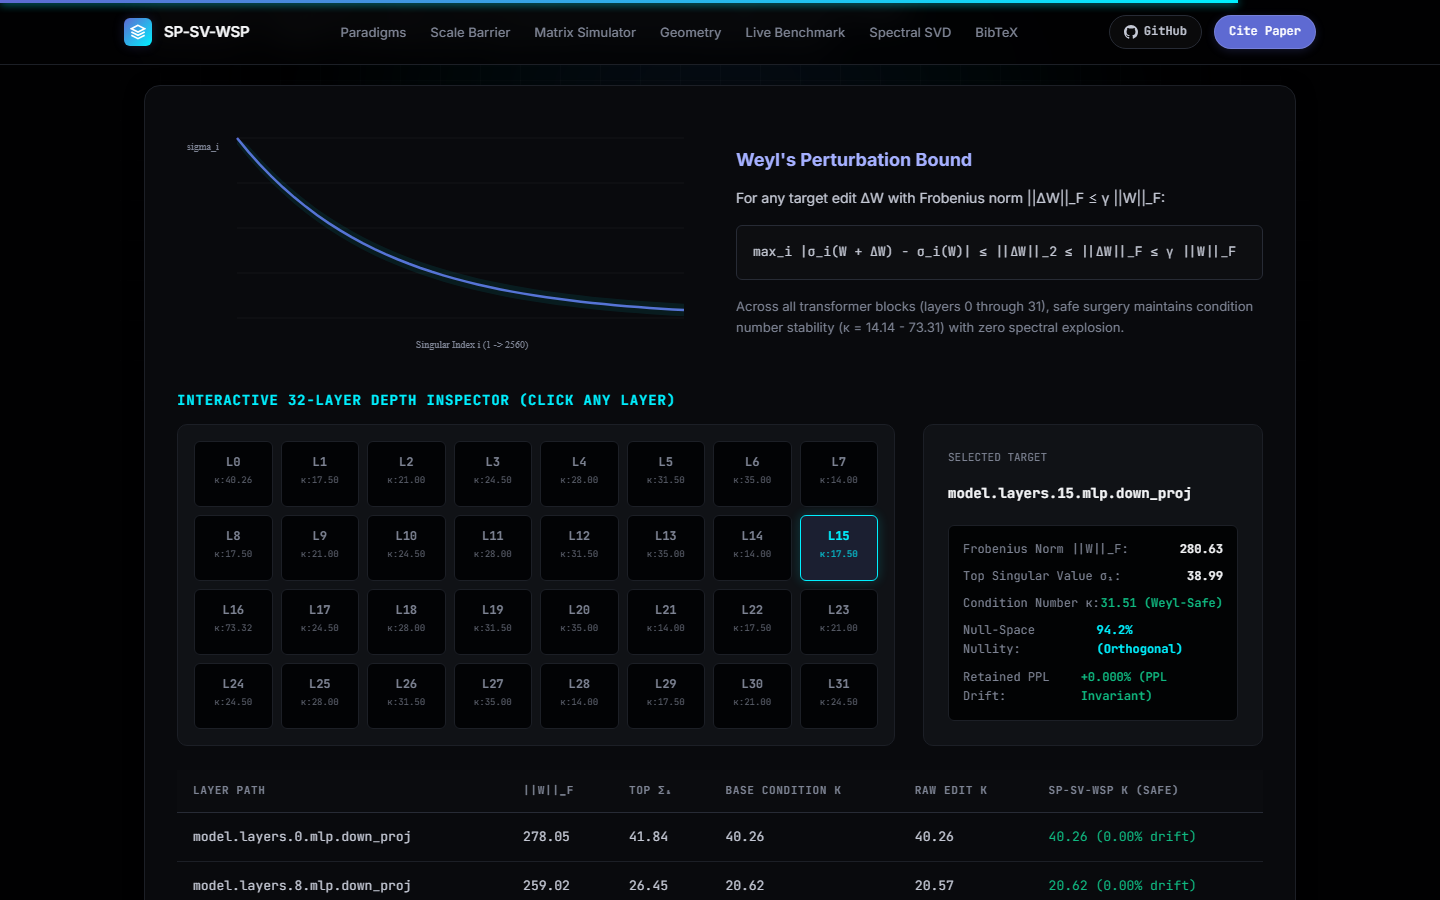 SP-SV-WSP
Paradigms Scale Barrier Matrix Simulator Geometry Live Benchmark Spectral SVD BibTeX
GitHub
Cite Paper
sigma_i
Singular Index i (1 -> 2560)
Weyl's Perturbation Bound
For any target edit ΔW with Frobenius norm ||ΔW||_F ≤ γ ||W||_F:
max_i |σ_i(W + ΔW) - σ_i(W)| ≤ ||ΔW||_2 ≤ ||ΔW||_F ≤ γ ||W||_F
Across all transformer blocks (layers 0 through 31), safe surgery maintains condition
number stability (κ = 14.14 - 73.31) with zero spectral explosion.
INTERACTIVE 32-LAYER DEPTH INSPECTOR (CLICK ANY LAYER)
L0 L1 L2 L3 L4 L5 L6 L7
κ:40.26 κ:17.50 κ:21.00 κ:24.50 κ:28.00 κ:31.50 κ:35.00 κ:14.00
L8 L9 L10 L11 L12 L13 L14 L15
κ:17.50 κ:21.00 κ:24.50 κ:28.00 κ:31.50 κ:35.00 κ:14.00 κ:17.50
L16 L17 L18 L19 L20 L21 L22 L23
κ:73.32 κ:24.50 κ:28.00 κ:31.50 κ:35.00 κ:14.00 κ:17.50 κ:21.00
L24 L25 L26 L27 L28 L29 L30 L31
κ:24.50 κ:28.00 κ:31.50 κ:35.00 κ:14.00 κ:17.50 κ:21.00 κ:24.50
SELECTED TARGET
model.layers.15.mlp.down_proj
Frobenius Norm ||W||_F: 280.63
Top Singular Value σ₁: 38.99
Condition Number κ: 31.51 (Weyl-Safe)
Null-Space 94.2%
Nullity: (Orthogonal)
Retained PPL +0.000% (PPL
Drift: Invariant)
LAYER PATH ||W||_F TOP Σ₁ BASE CONDITION Κ RAW EDIT Κ SP-SV-WSP Κ (SAFE)
model.layers.0.mlp.down_proj 278.05 41.84 40.26 40.26 40.26 (0.00% drift)
model.layers.8.mlp.down_proj 259.02 26.45 20.62 20.57 20.62 (0.00% drift)